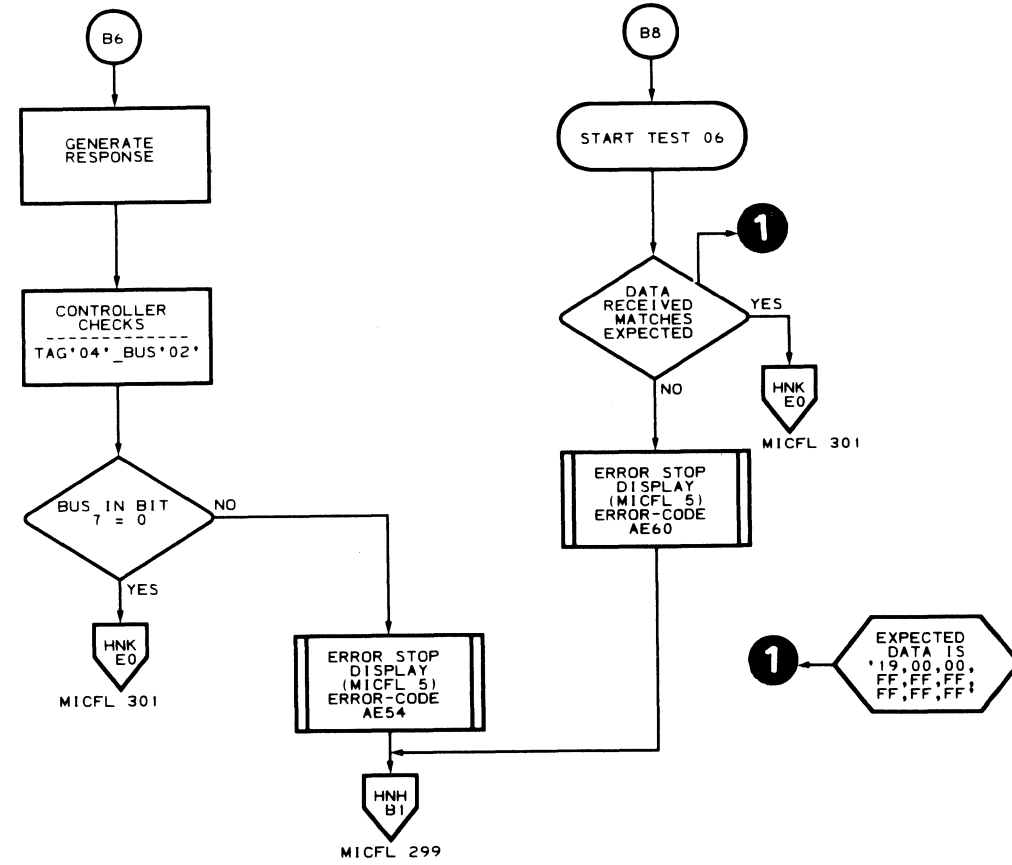 B6
GENERATE
RESPONSE
CONTROLLER
CHECKS
--------------
TAG'04'_BUS'02'
BUS IN BIT
7 = 0
NO
YES
HNK
E0
MICFL 301
ERROR STOP
DISPLAY
(MICFL 5)
ERROR-CODE
AE54
HNH
B1
MICFL 299
B8
START TEST 06
1
DATA
RECEIVED
MATCHES
EXPECTED
YES
NO
HNK
E0
MICFL 301
ERROR STOP
DISPLAY
(MICFL 5)
ERROR-CODE
AE60
1
EXPECTED
DATA IS
'19,00,00,
FF,FF,FF,
FF,FF,FF'